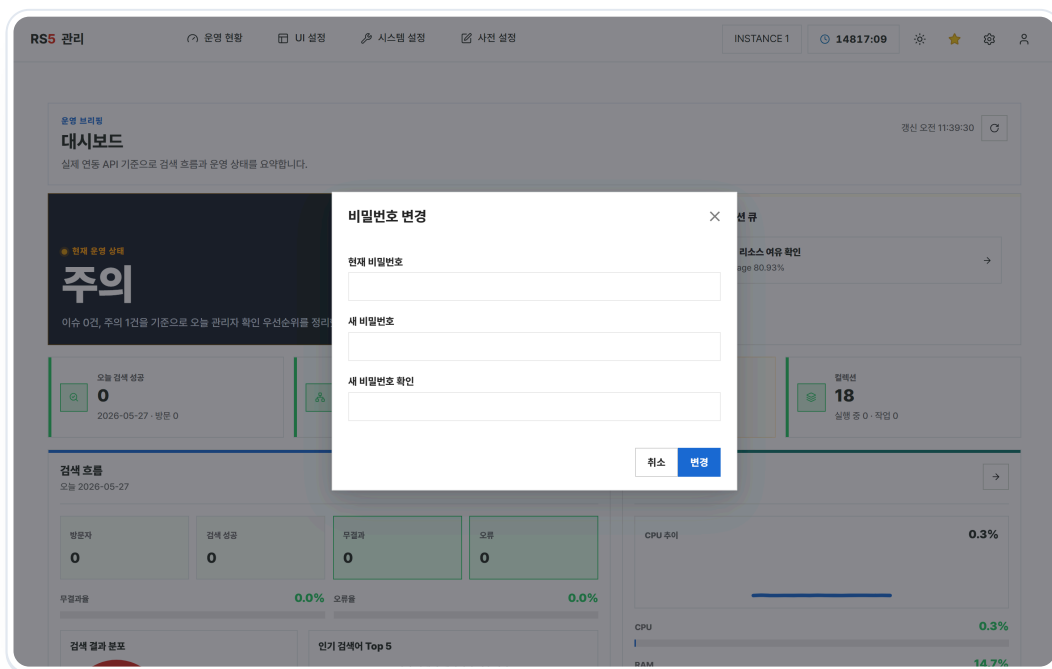 RS5 관리
운영 현황
UI 설정
시스템 설정
사전 설정
INSTANCE 1
14817:09
운영 브리핑
대시보드
실제 연동 API 기준으로 검색 흐름과 운영 상태를 요약합니다.
갱신 오전 11:39:30
현재 운영 상태
주의
이슈 0건, 주의 1건을 기준으로 오늘 관리자 확인 우선순위를 정리
션 큐
리소스 여유 확인
age 80.93%
비밀번호 변경
현재 비밀번호
새 비밀번호
새 비밀번호 확인
취소
변경
오늘 검색 성공
0
2026-05-27 · 방문 0
컬렉션
18
실행 중 0 · 작업 0
검색 흐름
오늘 2026-05-27
방문자
0
검색 성공
0
무결과
0
오류
0
무결과율
0.0%
오류율
0.0%
검색 결과 분포
인기 검색어 Top 5
CPU 추이
0.3%
CPU
0.3%
RAM
14.7%